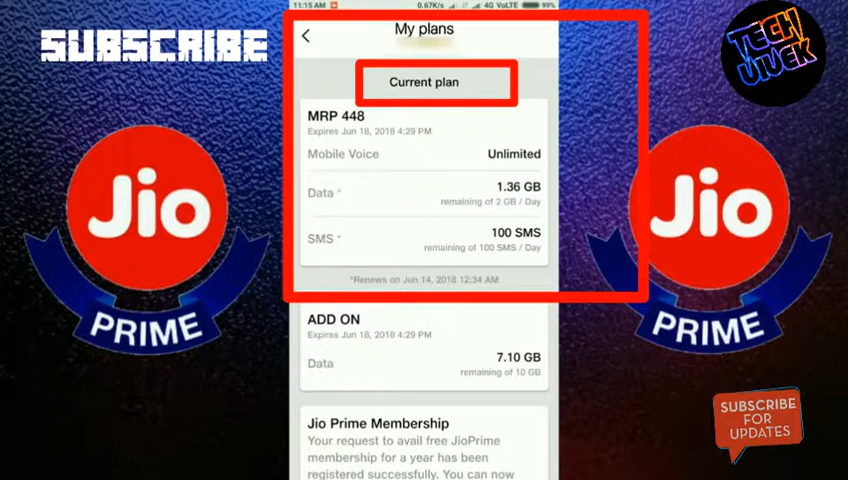 11:15 AM
0.67K/s 4G VoLTE 99%
SUBSCRIBE
My plans
TECH
VIVEK
Current plan
MRP 448
Expires Jun 18, 2018 4:29 PM
Mobile Voice Unlimited
Data * 1.36 GB
remaining of 2 GB / Day
SMS * 100 SMS
remaining of 100 SMS / Day
*Renews on Jun 14, 2018 12:34 AM
Jio
PRIME
Jio
PRIME
ADD ON
Expires Jun 18, 2018 4:29 PM
Data 7.10 GB
remaining of 10 GB
Jio Prime Membership
Your request to avail free JioPrime
membership for a year has been
registered successfully. You can now
SUBSCRIBE
FOR
UPDATES